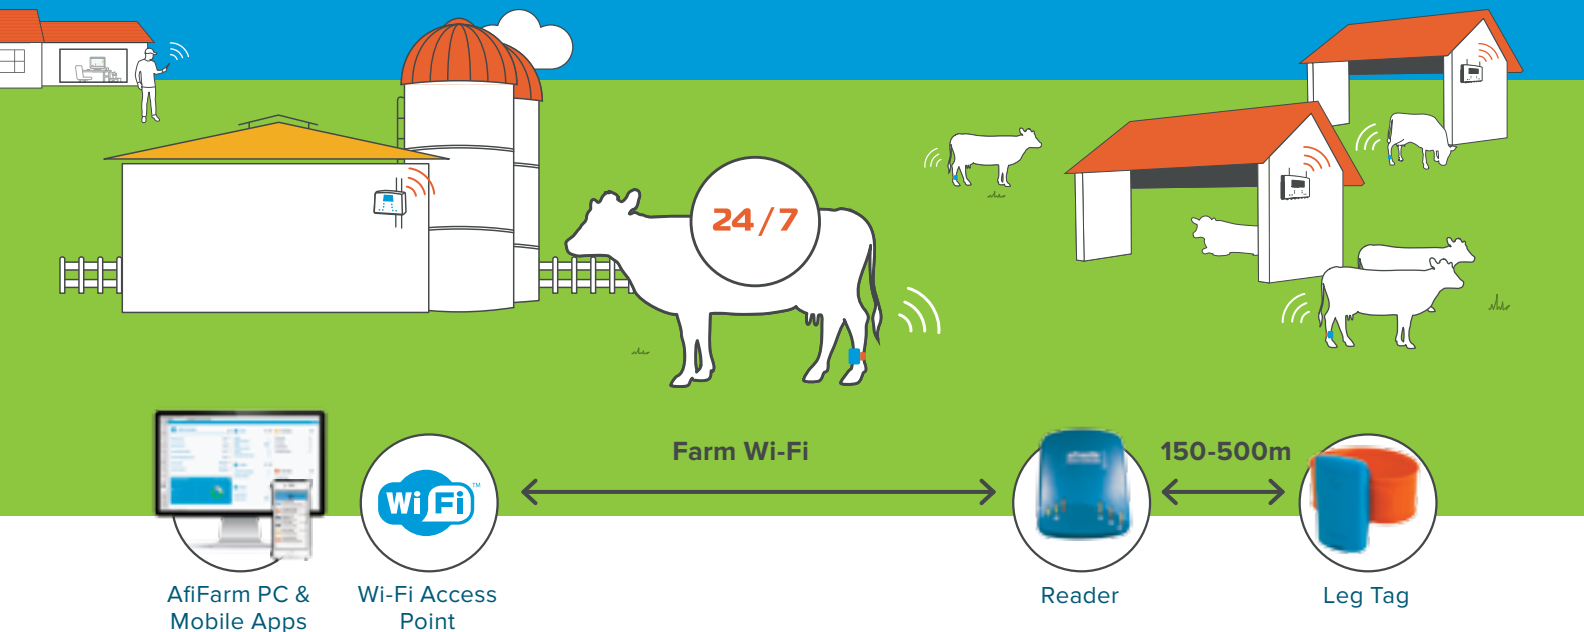 24/7
Farm Wi-Fi
150-500m
Wi Fi™
AfiFarm PC &
Mobile Apps
Wi-Fi Access
Point
Reader
Leg Tag